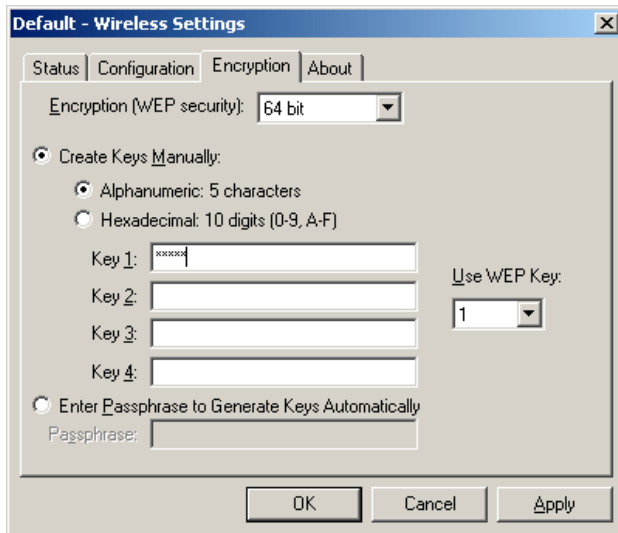 Default - Wireless Settings
Status Configuration Encryption About
Encryption (WEP security): 64 bit
Create Keys Manually:
Alphanumeric: 5 characters
Hexadecimal: 10 digits (0-9, A-F)
Key 1: xxxxx
Use WEP Key:
Key 2:
1
Key 3:
Key 4:
Enter Passphrase to Generate Keys Automatically
Passphrase:
OK Cancel Apply